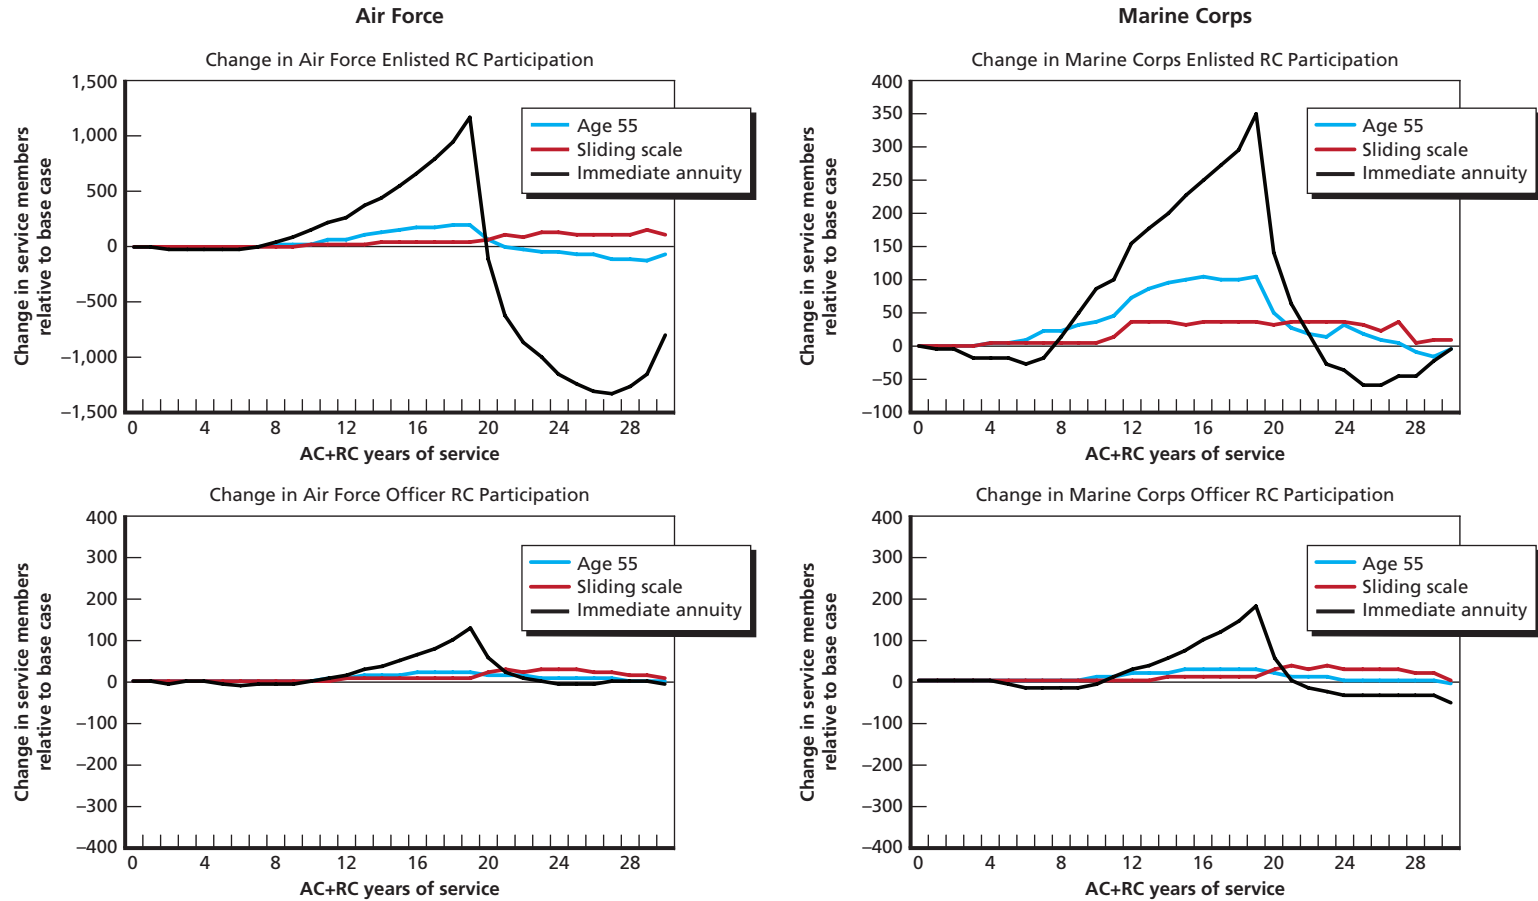 Air Force
Change in Air Force Enlisted RC Participation
Change in service members
relative to base case
1,500
1,000
500
0
–500
–1,000
–1,500
Age 55
Sliding scale
Immediate annuity
0 4 8 12 16 20 24 28
AC+RC years of service
Marine Corps
Change in Marine Corps Enlisted RC Participation
Change in service members
relative to base case
400
350
300
250
200
150
100
50
0
–50
–100
Age 55
Sliding scale
Immediate annuity
0 4 8 12 16 20 24 28
AC+RC years of service
Change in Air Force Officer RC Participation
Change in service members
relative to base case
400
300
200
100
0
–100
–200
–300
–400
Age 55
Sliding scale
Immediate annuity
0 4 8 12 16 20 24 28
AC+RC years of service
Change in Marine Corps Officer RC Participation
Change in service members
relative to base case
400
300
200
100
0
–100
–200
–300
–400
Age 55
Sliding scale
Immediate annuity
0 4 8 12 16 20 24 28
AC+RC years of service